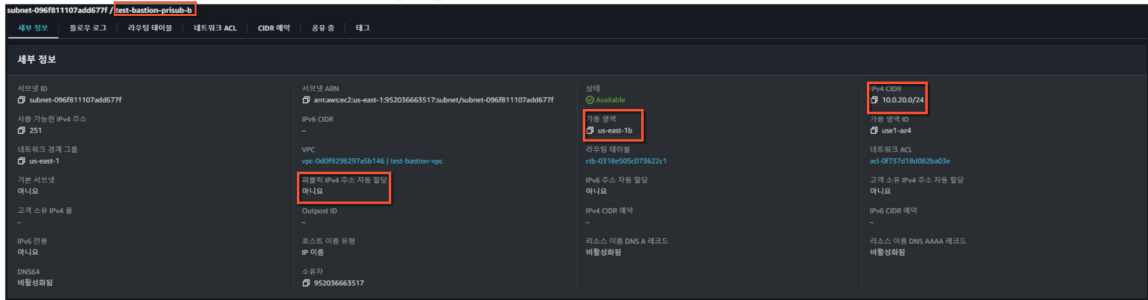 subnet-096f811107add677f / test-bastion-prisub-b
세부 정보 플로우 로그 라우팅 테이블 네트워크 ACL CIDR 예약 공유 중 태그
세부 정보
서브넷 ID 서브넷 ARN 상태 IPv4 CIDR
subnet-096f811107add677f arn:aws:ec2:us-east-1:952036663517:subnet/subnet-096f811107add677f Available 10.0.20.0/24
사용 가능한 IPv4 주소 IPv6 CIDR 가용 영역 가용 영역 ID
251 – us-east-1b use1-az4
네트워크 경계 그룹 VPC 라우팅 테이블 네트워크 ACL
us-east-1 vpc-0d0f9298297a5b146 | test-bastion-vpc rtb-0318e505c073622c1 acl-0f737d18d082ba03e
기본 서브넷 퍼블릭 IPv4 주소 자동 할당 IPv6 주소 자동 할당 고객 소유 IPv4 주소 자동 할당
아니요 아니요 아니요 아니요
고객 소유 IPv4 풀 Outpost ID IPv4 CIDR 예약 IPv6 CIDR 예약
– – – –
IPv6 전용 호스트 이름 유형 리소스 이름 DNS A 레코드 리소스 이름 DNS AAAA 레코드
아니요 IP 이름 비활성화됨 비활성화됨
DNS64 소유자
비활성화됨 952036663517